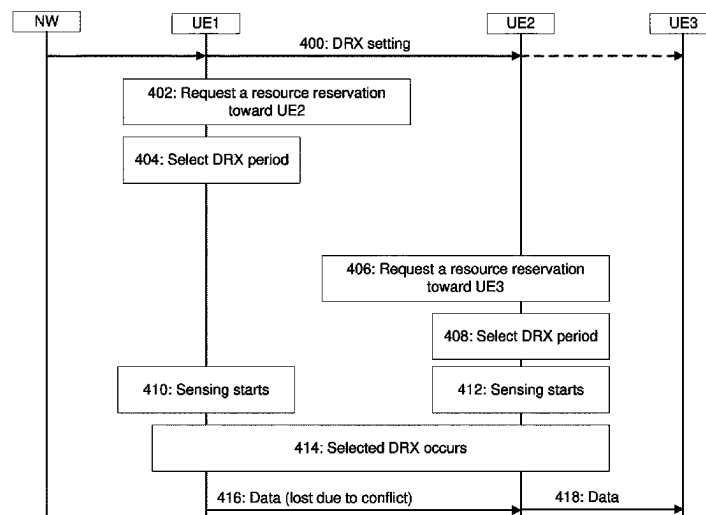 NW UE1 UE2 UE3
400: DRX setting
402: Request a resource reservation
toward UE2
404: Select DRX period
406: Request a resource reservation
toward UE3
408: Select DRX period
410: Sensing starts
412: Sensing starts
414: Selected DRX occurs
416: Data (lost due to conflict)
418: Data